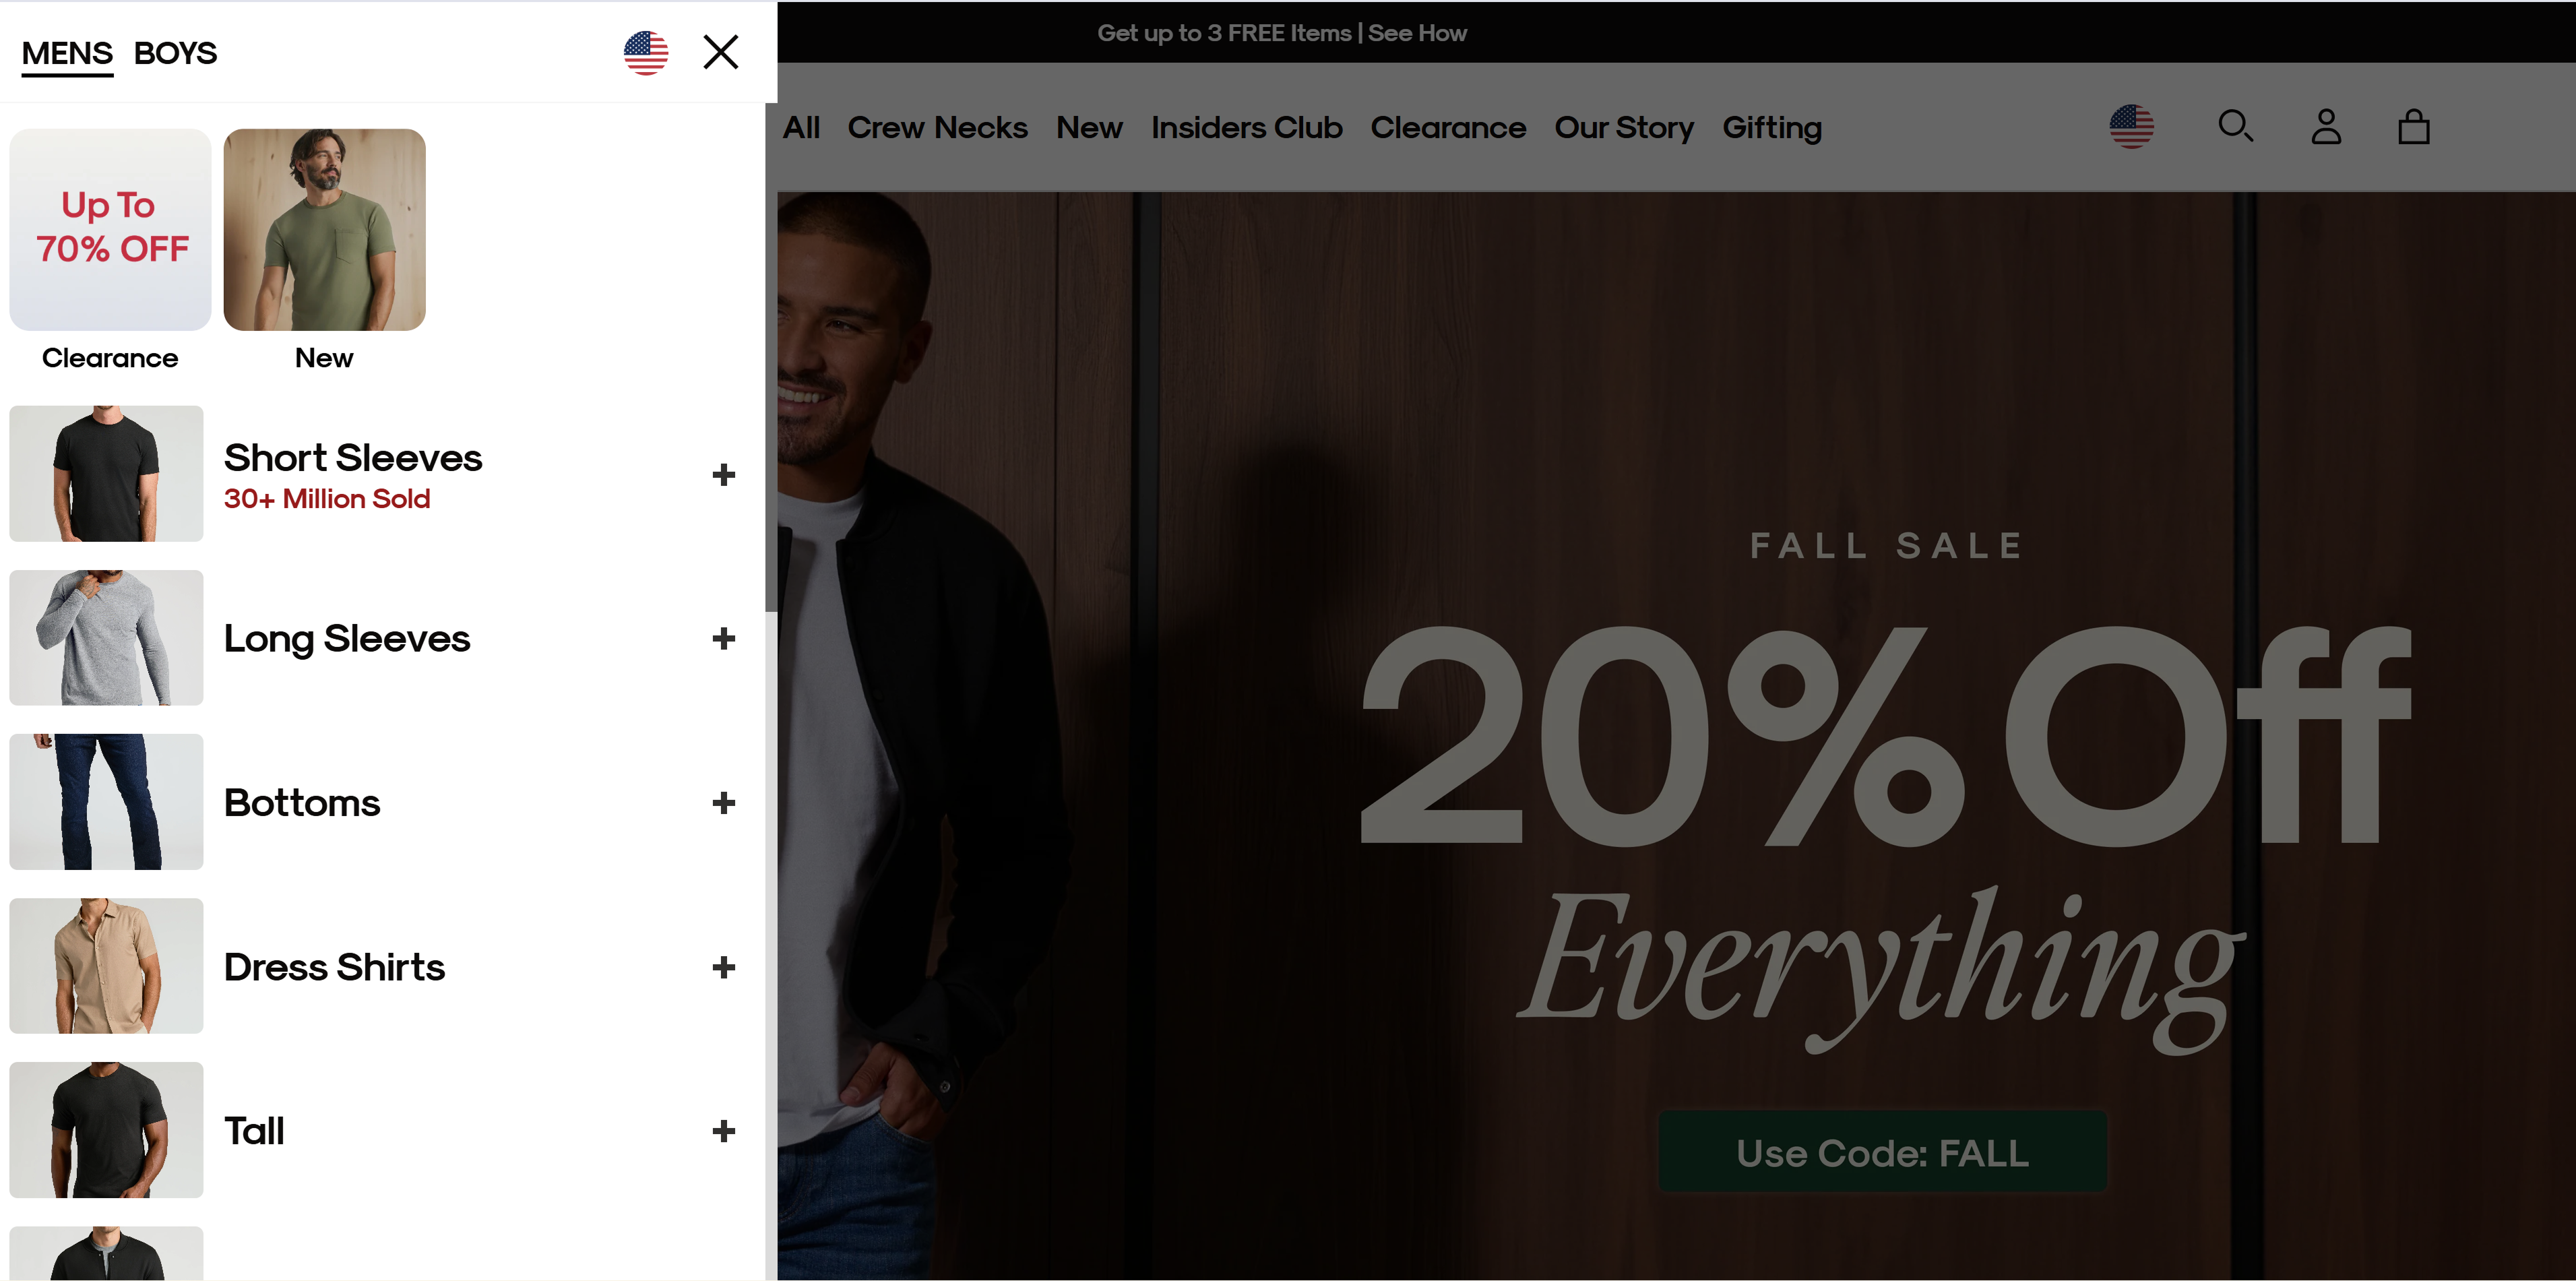 MENS BOYS
Up To
70% OFF
Clearance
New
Short Sleeves
30+ Million Sold
Long Sleeves
Bottoms
Dress Shirts
Tall
Get up to 3 FREE Items | See How
All Crew Necks New Insiders Club Clearance Our Story Gifting
FALL SALE
20% Off
Everything
Use Code: FALL